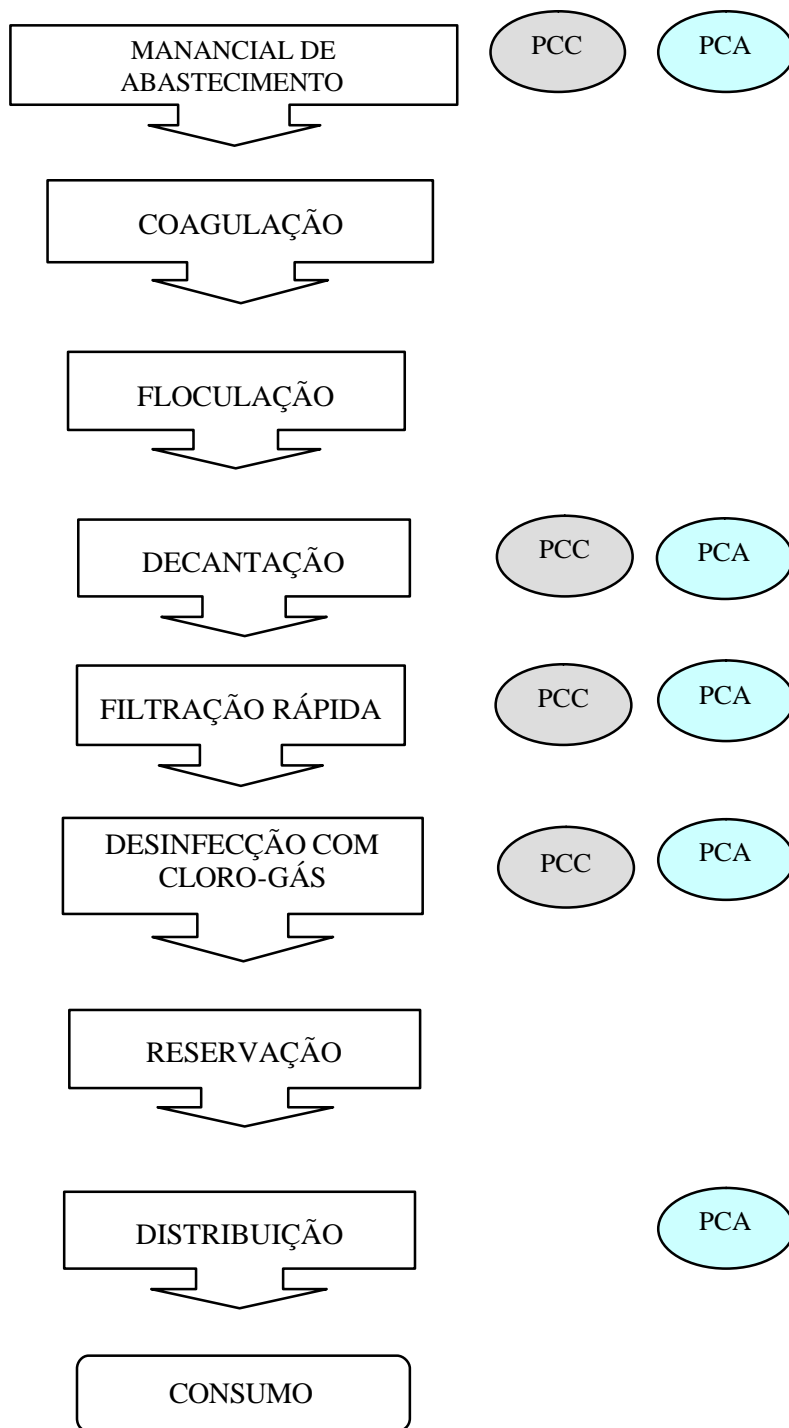 MANANCIAL DE
ABASTECIMENTO
PCC
PCA
COAGULAÇÃO
FLOCULAÇÃO
DECANTAÇÃO
PCC
PCA
FILTRAÇÃO RÁPIDA
PCC
PCA
DESINFECÇÃO COM
CLORO-GÁS
PCC
PCA
RESERVAÇÃO
DISTRIBUIÇÃO
PCA
CONSUMO